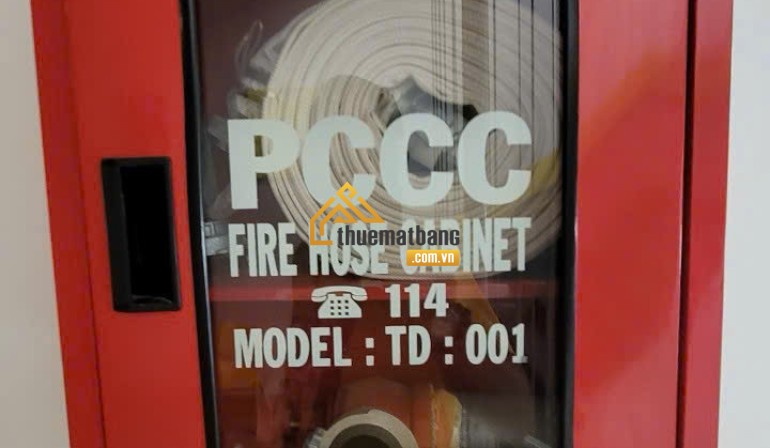 PCCC
FIRE HOSE CABINET
thuematbang
.com.vn
114
MODEL : TD : 001